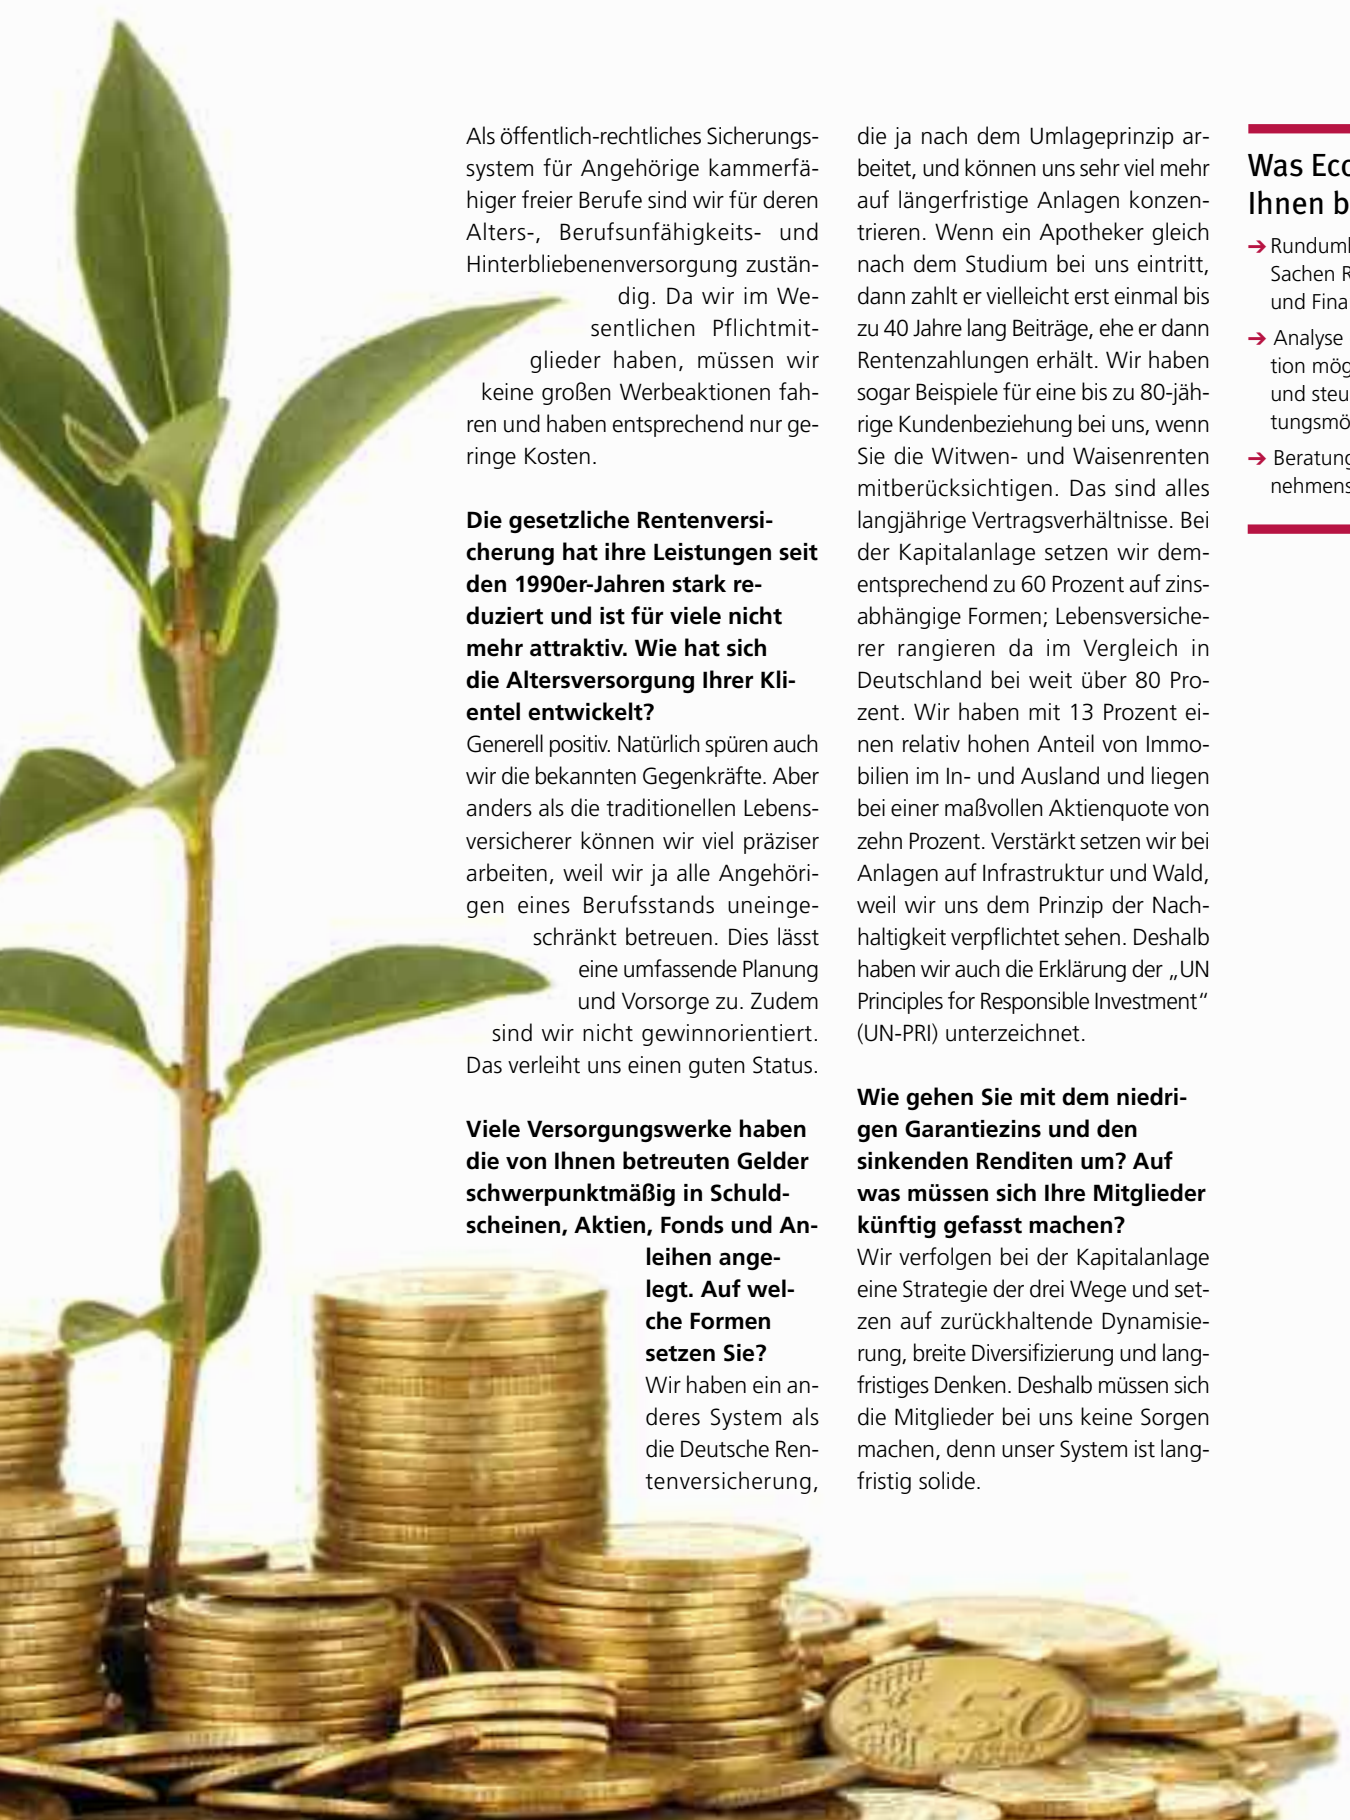 Als öffentlich-rechtliches Sicherungs-
system für Angehörige kammerfä-
higer freier Berufe sind wir für deren
Alters-, Berufsunfähigkeits- und
Hinterbliebenenversorgung zustän-
dig. Da wir im We-
sentlichen Pflichtmit-
glieder haben, müssen wir
keine großen Werbeaktionen fah-
ren und haben entsprechend nur ge-
ringe Kosten.
Die gesetzliche Rentenversi-
cherung hat ihre Leistungen seit
den 1990er-Jahren stark re-
duziert und ist für viele nicht
mehr attraktiv. Wie hat sich
die Altersversorgung Ihrer Kli-
entel entwickelt?
Generell positiv. Natürlich spüren auch
wir die bekannten Gegenkräfte. Aber
anders als die traditionellen Lebens-
versicherer können wir viel präziser
arbeiten, weil wir ja alle Angehöri-
gen eines Berufsstands uneinge-
schränkt betreuen. Dies lässt
eine umfassende Planung
und Vorsorge zu. Zudem
sind wir nicht gewinnorientiert.
Das verleiht uns einen guten Status.
Viele Versorgungswerke haben
die von Ihnen betreuten Gelder
schwerpunktmäßig in Schuld-
scheinen, Aktien, Fonds und An-
leihen ange-
legt. Auf wel-
che Formen
setzen Sie?
Wir haben ein an-
deres System als
die Deutsche Ren-
tenversicherung,
die ja nach dem Umlageprinzip ar-
beitet, und können uns sehr viel mehr
auf längerfristige Anlagen konzen-
trieren. Wenn ein Apotheker gleich
nach dem Studium bei uns eintritt,
dann zahlt er vielleicht erst einmal bis
zu 40 Jahre lang Beiträge, ehe er dann
Rentenzahlungen erhält. Wir haben
sogar Beispiele für eine bis zu 80-jäh-
rige Kundenbeziehung bei uns, wenn
Sie die Witwen- und Waisenrenten
mitberücksichtigen. Das sind alles
langjährige Vertragsverhältnisse. Bei
der Kapitalanlage setzen wir dem-
entsprechend zu 60 Prozent auf zins-
abhängige Formen; Lebensversiche-
rer rangieren da im Vergleich in
Deutschland bei weit über 80 Pro-
zent. Wir haben mit 13 Prozent ei-
nen relativ hohen Anteil von Immo-
bilien im In- und Ausland und liegen
bei einer maßvollen Aktienquote von
zehn Prozent. Verstärkt setzen wir bei
Anlagen auf Infrastruktur und Wald,
weil wir uns dem Prinzip der Nach-
haltigkeit verpflichtet sehen. Deshalb
haben wir auch die Erklärung der „UN
Principles for Responsible Investment“
(UN-PRI) unterzeichnet.
Wie gehen Sie mit dem niedri-
gen Garantiezins und den
sinkenden Renditen um? Auf
was müssen sich Ihre Mitglieder
künftig gefasst machen?
Wir verfolgen bei der Kapitalanlage
eine Strategie der drei Wege und set-
zen auf zurückhaltende Dynamisie-
rung, breite Diversifizierung und lang-
fristiges Denken. Deshalb müssen sich
die Mitglieder bei uns keine Sorgen
machen, denn unser System ist lang-
fristig solide.
Was Eco
Ihnen b
➔ Rundum
Sachen R
und Fina
➔ Analyse
tion mög
und steu
tungsmö
➔ Beratung
nehmens
50